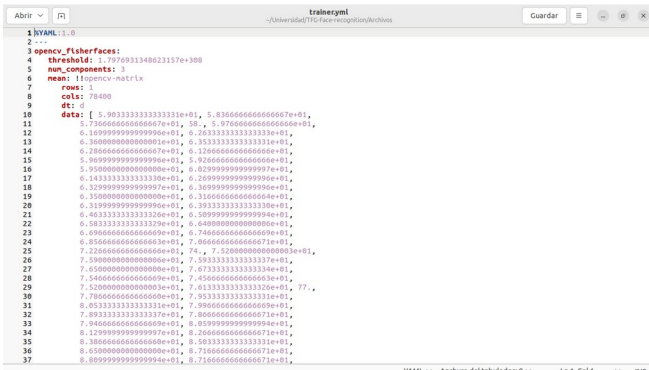 Abrir
trainer.yml
~/Universidad/TFG-Face-recognition/Archivos
Guardar
1 %YAML:1.0
2 ---
3 opencv_fisherfaces:
4 threshold: 1.7976931348623157e+308
5 num_components: 3
6 mean: !!opencv-matrix
7 rows: 1
8 cols: 78400
9 dt: d
10 data: [ 5.9033333333333331e+01, 5.8366666666666667e+01,
11 5.7366666666666667e+01, 58., 5.9766666666666666e+01,
12 6.1699999999999996e+01, 6.2633333333333333e+01,
13 6.3600000000000001e+01, 6.3533333333333331e+01,
14 6.2866666666666667e+01, 6.1266666666666666e+01,
15 5.9699999999999996e+01, 5.9266666666666666e+01,
16 5.9500000000000000e+01, 6.0299999999999997e+01,
17 6.1433333333333330e+01, 6.2699999999999996e+01,
18 6.3299999999999997e+01, 6.3699999999999996e+01,
19 6.3500000000000000e+01, 6.3166666666666664e+01,
20 6.3199999999999996e+01, 6.3933333333333330e+01,
21 6.4633333333333326e+01, 6.5099999999999994e+01,
22 6.5833333333333329e+01, 6.6400000000000006e+01,
23 6.6966666666666669e+01, 6.7466666666666669e+01,
24 6.8566666666666663e+01, 7.0666666666666671e+01,
25 7.2266666666666666e+01, 74., 7.5200000000000003e+01,
26 7.5900000000000006e+01, 7.5933333333333337e+01,
27 7.6500000000000000e+01, 7.6733333333333334e+01,
28 7.5466666666666669e+01, 7.4566666666666663e+01,
29 7.5200000000000003e+01, 7.6133333333333326e+01, 77.,
30 7.7866666666666660e+01, 7.9533333333333331e+01,
31 8.0533333333333331e+01, 7.9966666666666669e+01,
32 7.8933333333333337e+01, 7.8666666666666671e+01,
33 7.9466666666666669e+01, 8.0599999999999994e+01,
34 8.1299999999999997e+01, 8.2666666666666671e+01,
35 8.3866666666666660e+01, 8.5033333333333331e+01,
36 8.6500000000000000e+01, 8.7166666666666671e+01,
37 8.8099999999999994e+01, 8.7166666666666671e+01,